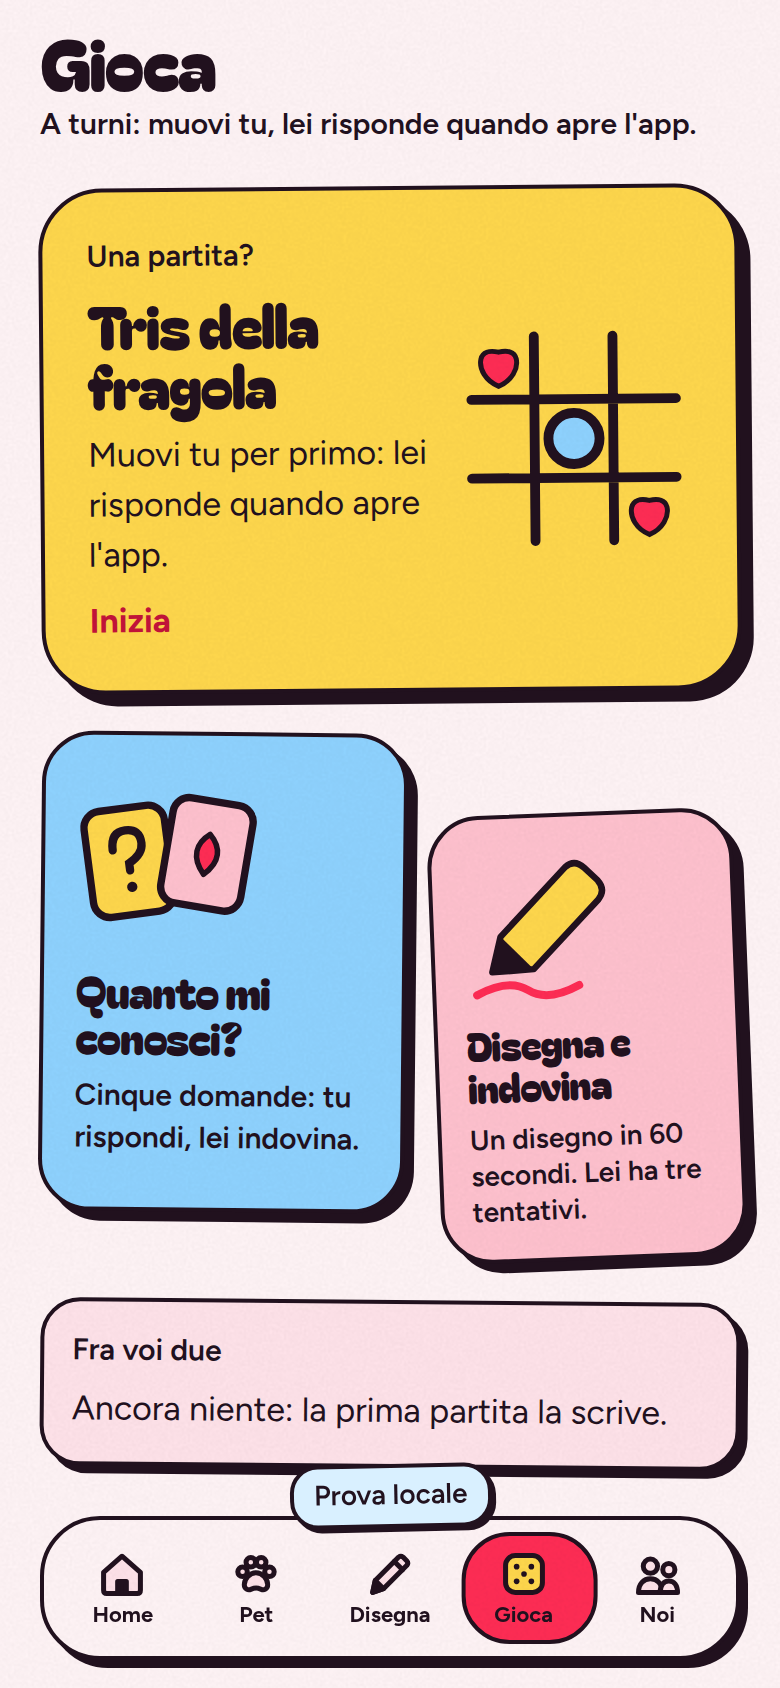 Gioca
A turni: muovi tu, lei risponde quando apre l'app.
Una partita?
Tris della
fragola
Muovi tu per primo: lei
risponde quando apre
l'app.
Inizia
?
Quanto mi
conosci?
Cinque domande: tu
rispondi, lei indovina.
Disegna e
indovina
Un disegno in 60
secondi. Lei ha tre
tentativi.
Fra voi due
Ancora niente: la prima partita la scrive.
Prova locale
Home
Pet
Disegna
Gioca
Noi